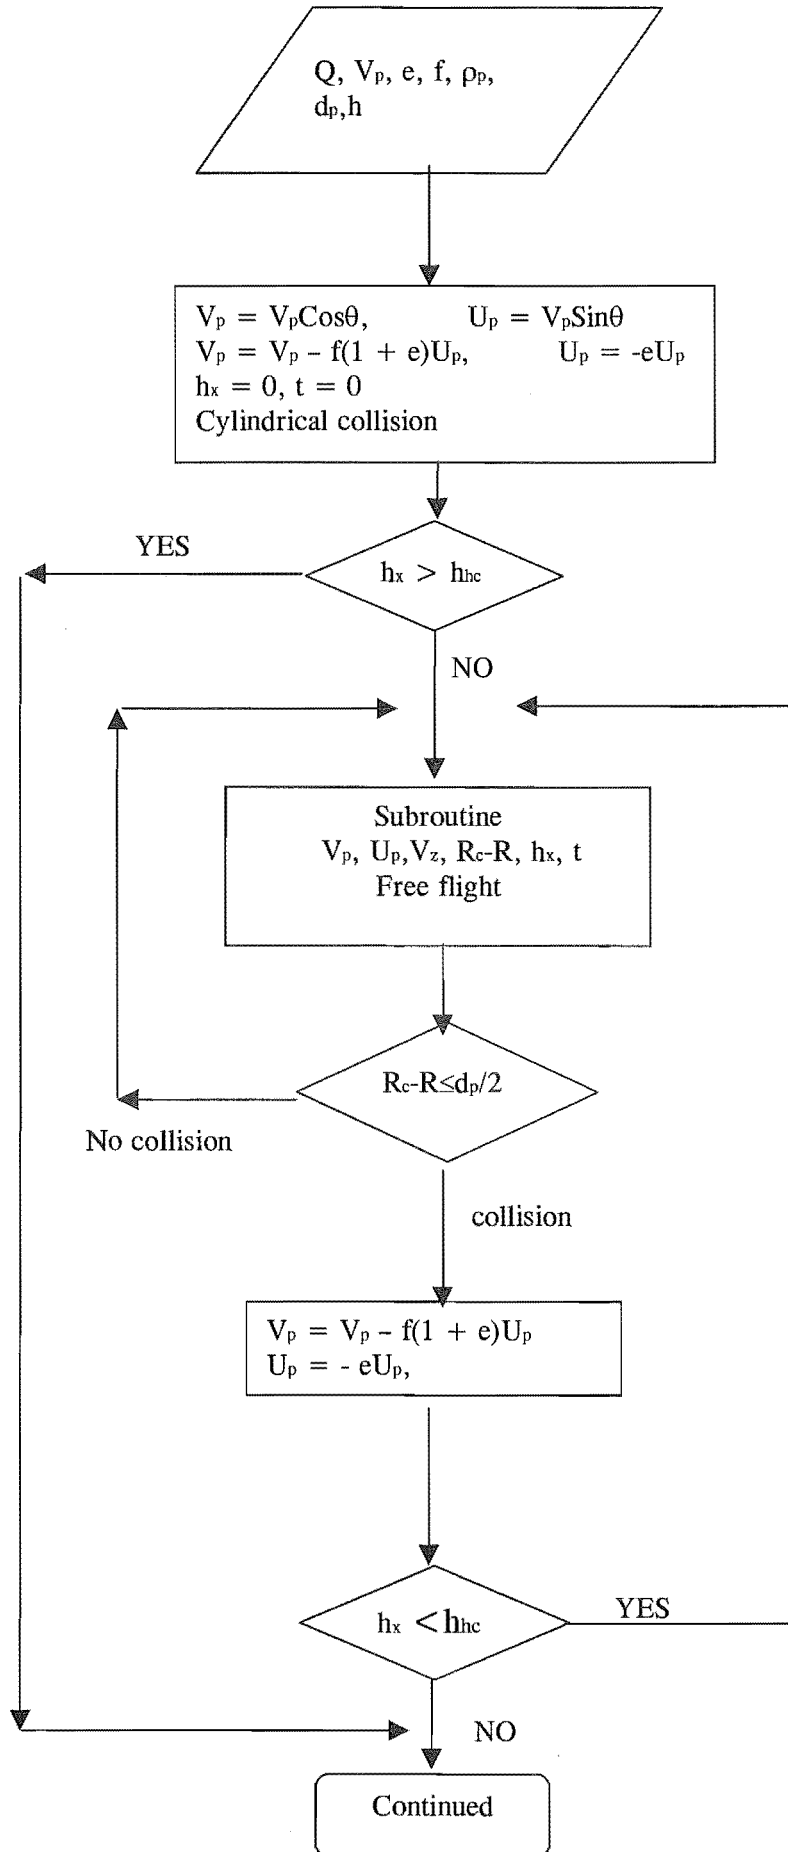 Q, Vp, e, f, ρp,
dp,h
Vp = VpCosθ, Up = VpSinθ
Vp = Vp – f(1 + e)Up, Up = -eUp
hx = 0, t = 0
Cylindrical collision
YES
hx > hhc
NO
Subroutine
Vp, Up,Vz, Rc-R, hx, t
Free flight
Rc-R≤dp/2
No collision
collision
Vp = Vp – f(1 + e)Up
Up = - eUp,
hx <hhc
YES
NO
Continued